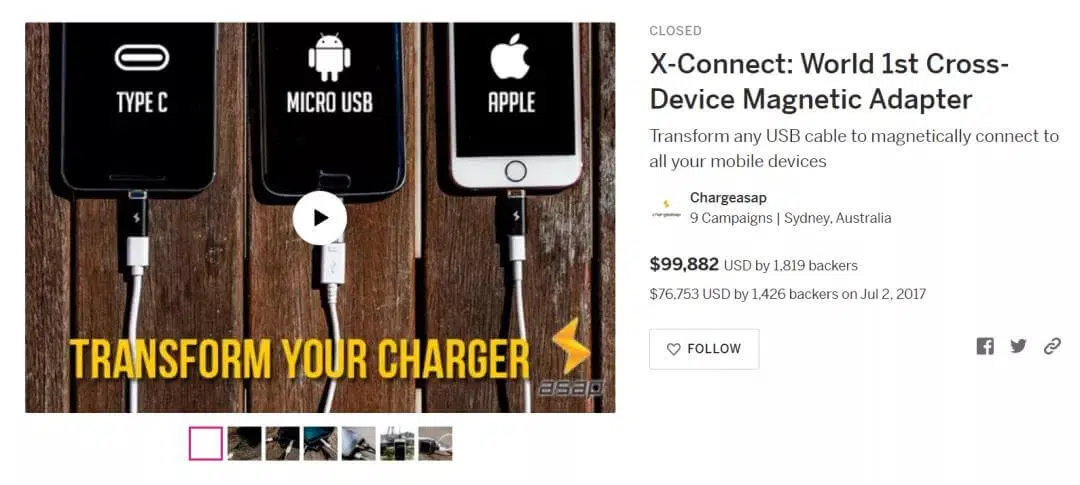 TYPE C
MICRO USB
APPLE
TRANSFORM YOUR CHARGER
asap
CLOSED
X-Connect: World 1st Cross-
Device Magnetic Adapter
Transform any USB cable to magnetically connect to
all your mobile devices
Chargeasap
9 Campaigns | Sydney, Australia
$99,882 USD by 1,819 backers
$76,753 USD by 1,426 backers on Jul 2, 2017
FOLLOW